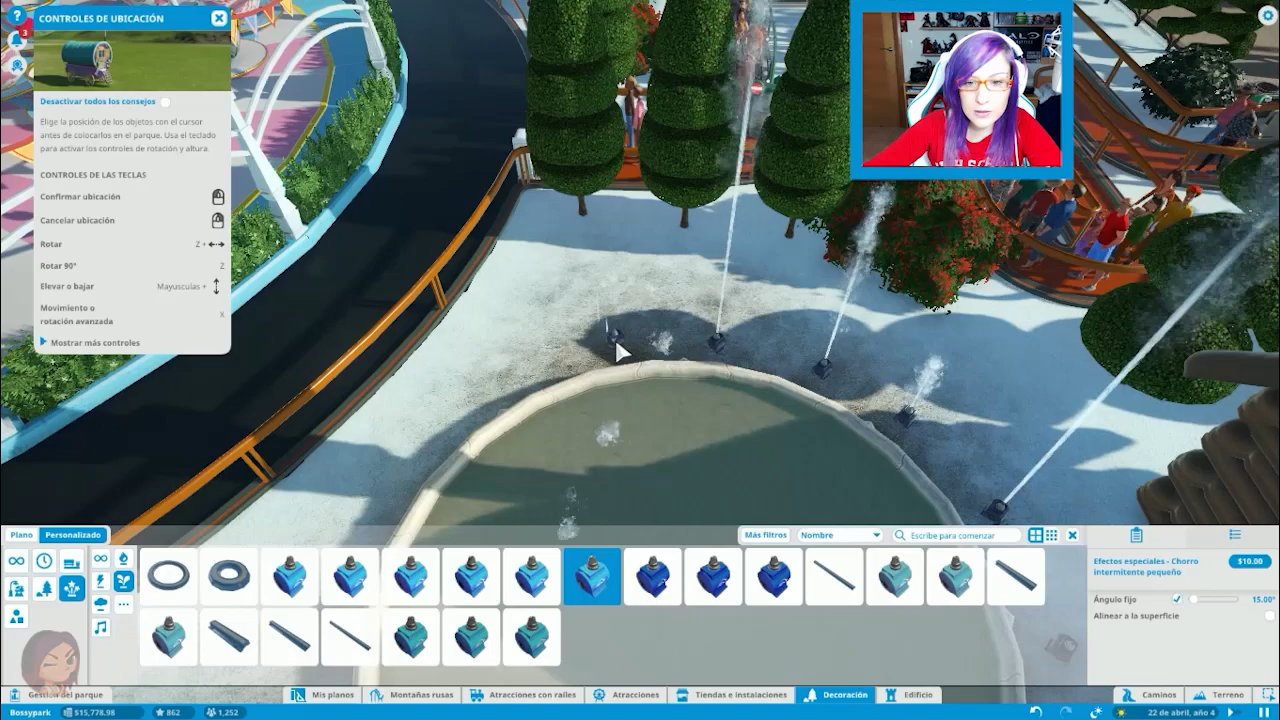 CONTROLES DE UBICACIÓN
3
Desactivar todos los consejos
Elige la posición de los objetos con el cursor
antes de colocarlos en el parque. Usa el teclado
para activar los controles de rotación y altura.
CONTROLES DE LAS TECLAS
Confirmar ubicación
Cancelar ubicación
Rotar Z +
Rotar 90° Z
Elevar o bajar Mayusculas +
Movimiento o
rotación avanzada X
Mostrar más controles
HALO
Plano Personalizado
Más filtros Nombre Escribe para comenzar
Efectos especiales - Chorro
intermitente pequeño $10.00
Ángulo fijo 15.00°
Alinear a la superficie
Gestión del parque Mis planos Montañas rusas Atracciones con raíles Atracciones Tiendas e instalaciones Decoración Edificio Caminos Terreno
Bossypark $15,778.98 862 1,252 22 de abril, año 4